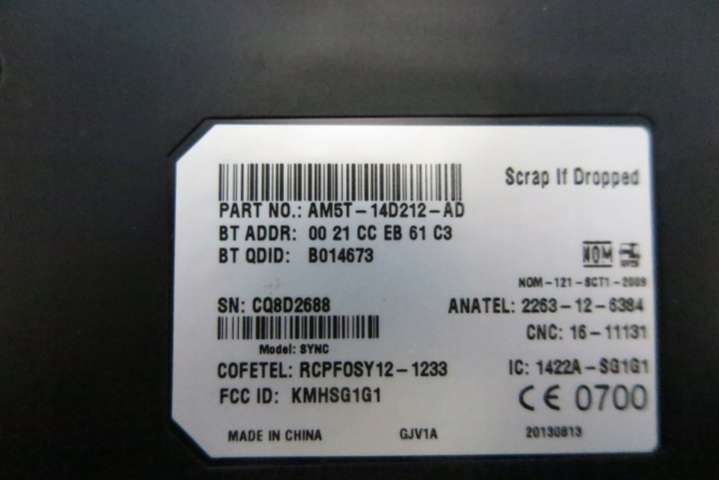 Scrap If Dropped
PART NO.: AM5T-14D212-AD
BT ADDR: 00 21 CC EB 61 C3
BT QDID: B014673
NOM
NOM-121-SCT1-2009
SN: CQ8D2688
ANATEL: 2263-12-6384
CNC: 16-11131
Model: SYNC
COFETEL: RCPFOSY12-1233
IC: 1422A-SG1G1
FCC ID: KMHSG1G1
CE 0700
MADE IN CHINA GJV1A 20130813